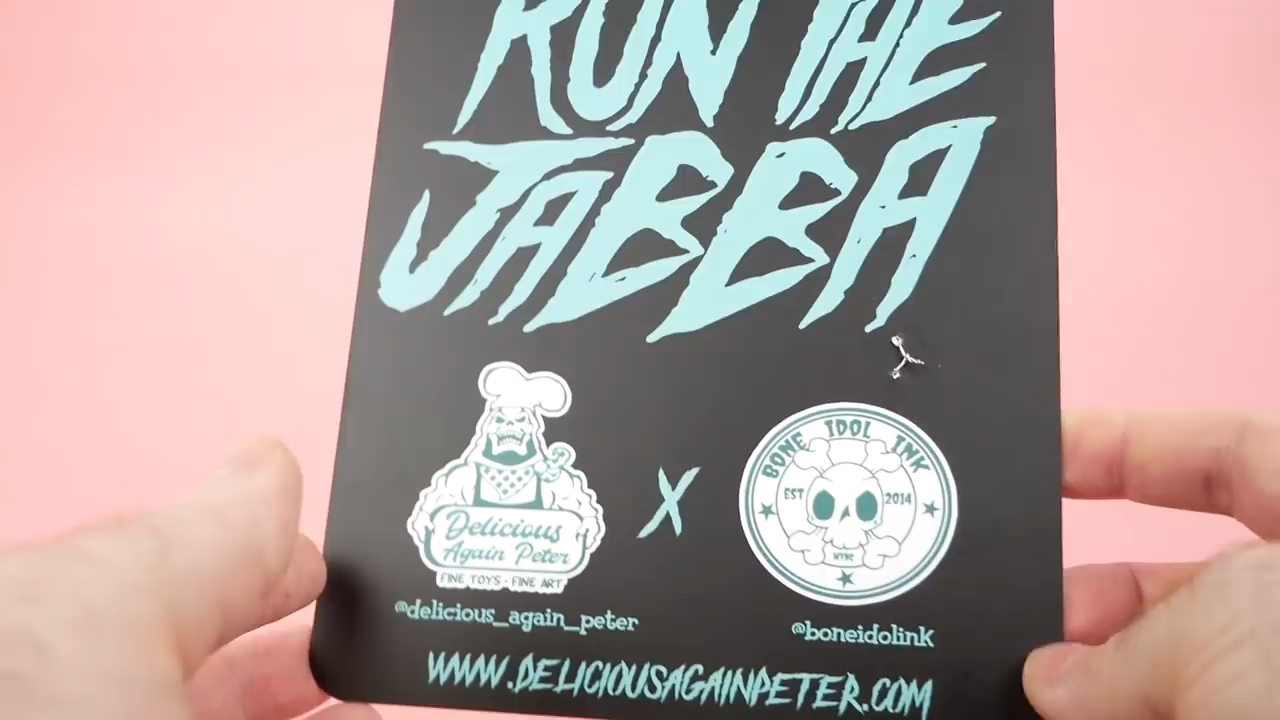 RUN THE
JABBA
Delicious
Again Peter
FINE TOYS - FINE ART
X
BONE IDOL INK
EST 2014
NYHC
@delicious_again_peter
@boneidolink
WWW.DELICIOUSAGAINPETER.COM